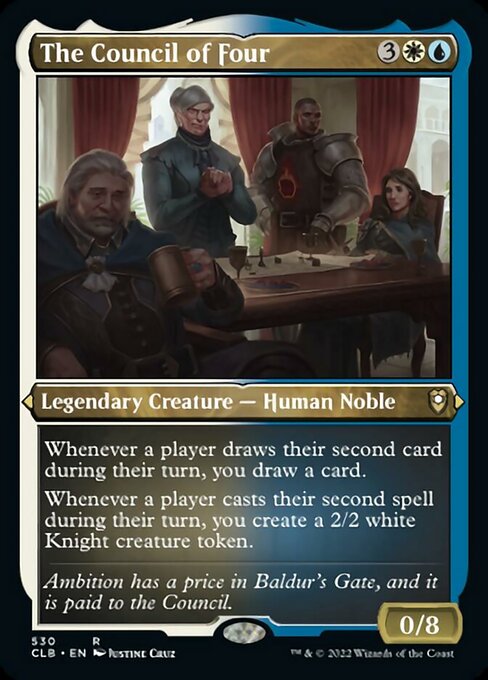 The Council of Four 3
Legendary Creature — Human Noble
Whenever a player draws their second card
during their turn, you draw a card.
Whenever a player casts their second spell
during their turn, you create a 2/2 white
Knight creature token.
Ambition has a price in Baldur's Gate, and it
is paid to the Council.
0/8
530 R
CLB • EN Justine Cruz
™ & © 2022 Wizards of the Coast